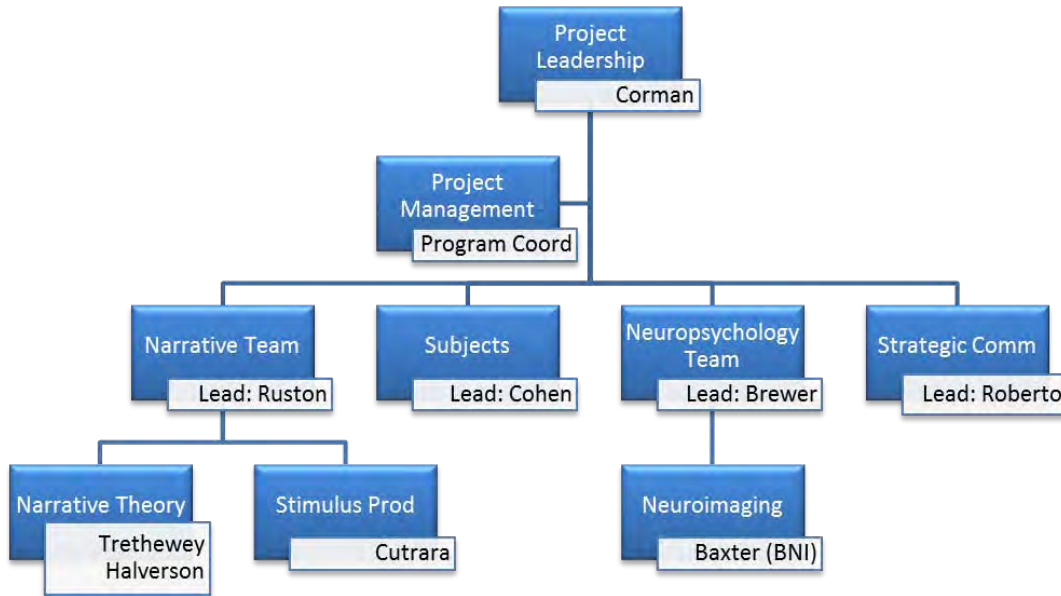 Project
Leadership
Corman
Project
Management
Program Coord
Narrative Team
Lead: Ruston
Subjects
Lead: Cohen
Neuropsychology
Team
Lead: Brewer
Strategic Comm
Lead: Roberto
Narrative Theory
Trethewey
Halverson
Stimulus Prod
Cutrara
Neuroimaging
Baxter (BNI)